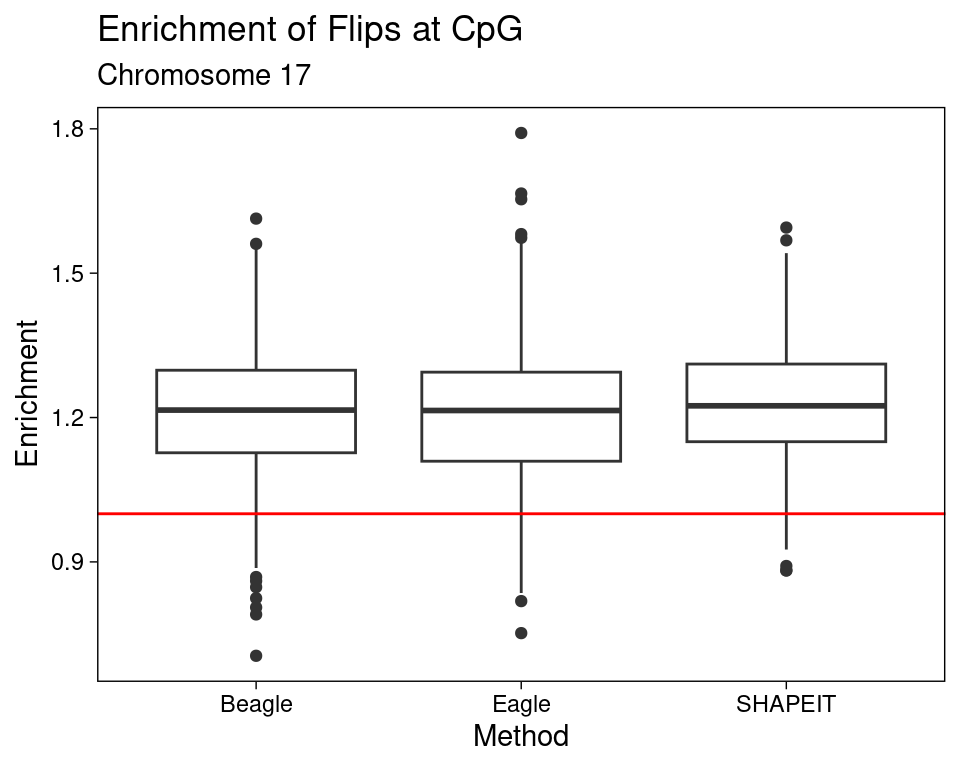 Enrichment of Flips at CpG
Chromosome 17
1.8
1.5
1.2
0.9
Enrichment
Beagle
Eagle
SHAPEIT
Method